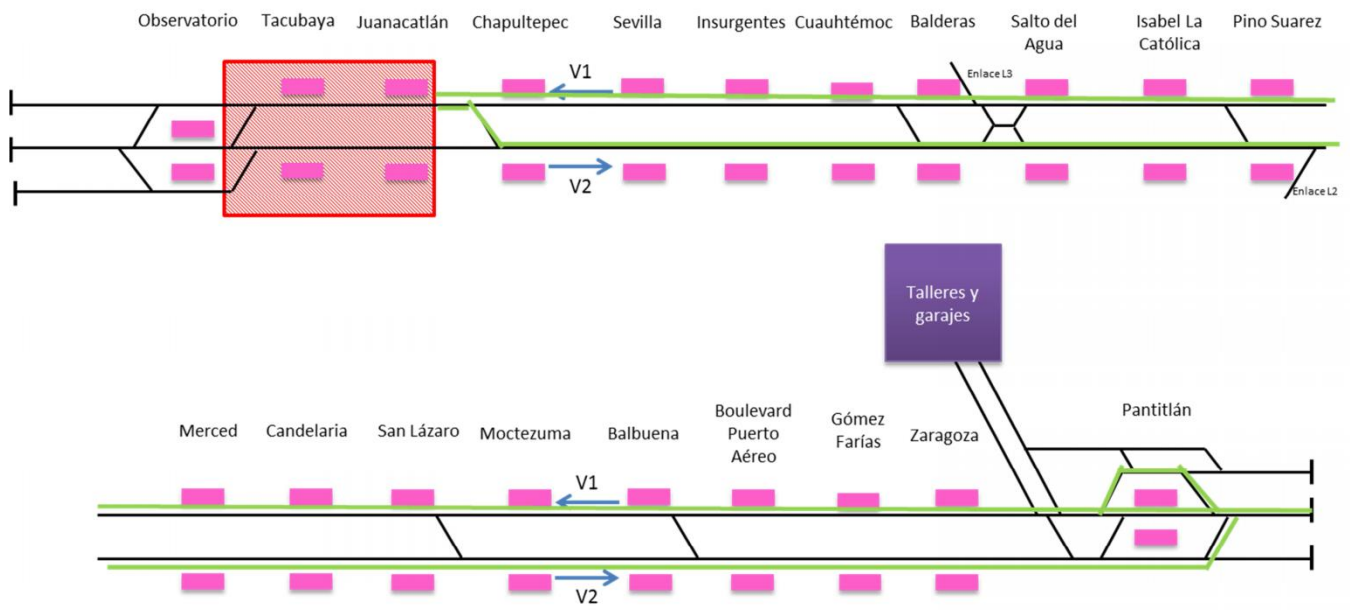 Observatorio
Tacubaya
Juanacatlán
Chapultepec
Sevilla
Insurgentes
Cuauhtémoc
Balderas
Salto del
Agua
Isabel La
Católica
Pino Suarez
V1
Enlace L3
V2
Enlace L2
Talleres y
garajes
Merced
Candelaria
San Lázaro
Moctezuma
Balbuena
Boulevard
Puerto
Aéreo
Gómez
Farías
Zaragoza
Pantitlán
V1
V2